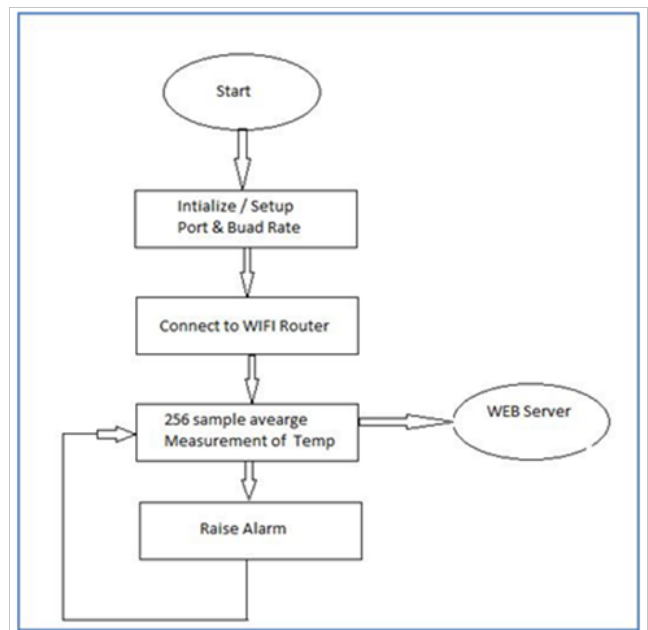 Start
Intialize / Setup
Port & Buad Rate
Connect to WIFI Router
256 sample avearge
Measurement of Temp
WEB Server
Raise Alarm